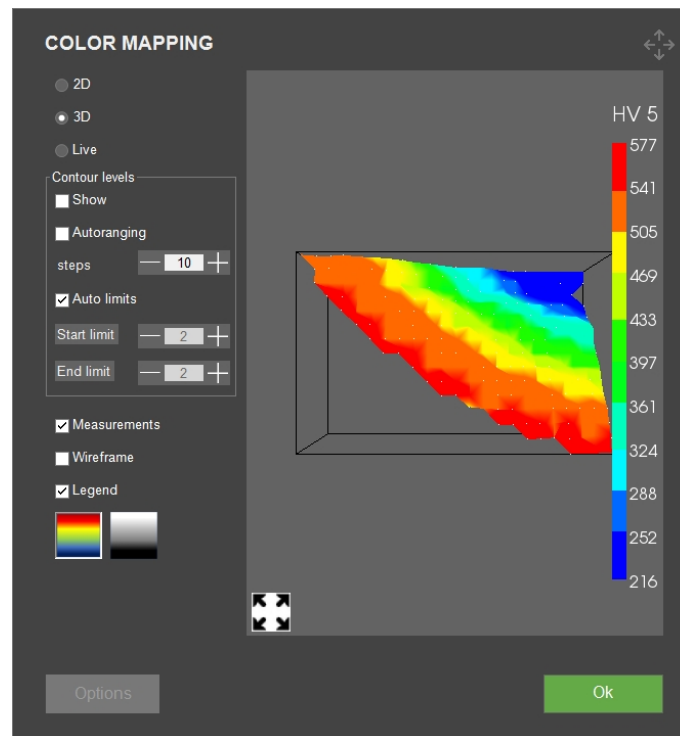 COLOR MAPPING
2D
3D
Live
Contour levels
Show
Autoranging
steps 10
Auto limits
Start limit 2
End limit 2
Measurements
Wireframe
Legend
HV 5
577
541
505
469
433
397
361
324
288
252
216
Options
Ok